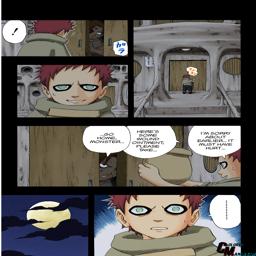 !
I'M SORRY
ABOUT
EARLIER... IT
MUST HAVE
HURT...
HERE'S
SOME
WOUND
OINTMENT,
PLEASE
TAKE...
...GO
HOME,
MONSTER...